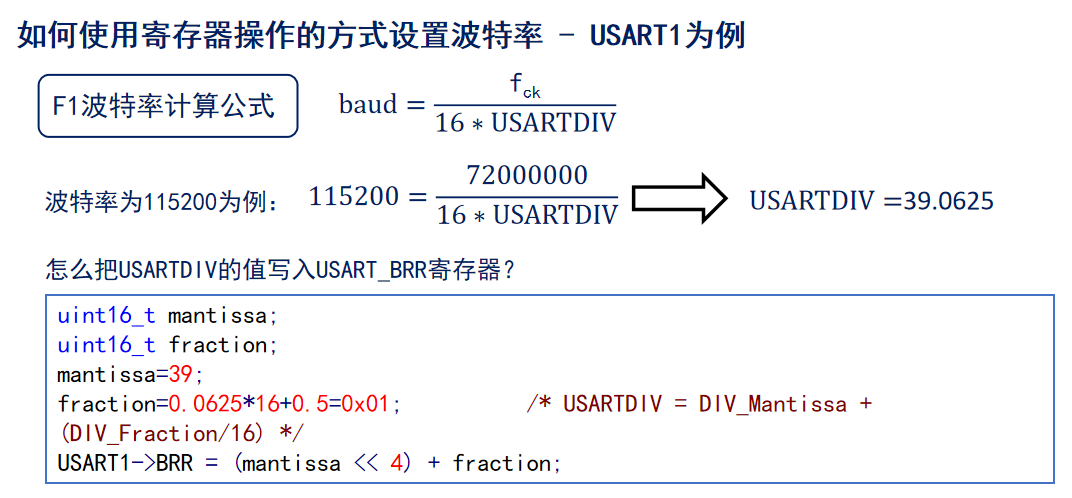 如何使用寄存器操作的方式设置波特率 - USART1为例
F1波特率计算公式
baud = f_ck / (16 * USARTDIV)
波特率为115200为例： 115200 = 72000000 / (16 * USARTDIV) USARTDIV =39.0625
怎么把USARTDIV的值写入USART_BRR寄存器?
uint16_t mantissa;
uint16_t fraction;
mantissa=39;
fraction=0.0625*16+0.5=0x01; /* USARTDIV = DIV_Mantissa +
(DIV_Fraction/16) */
USART1->BRR = (mantissa << 4) + fraction;